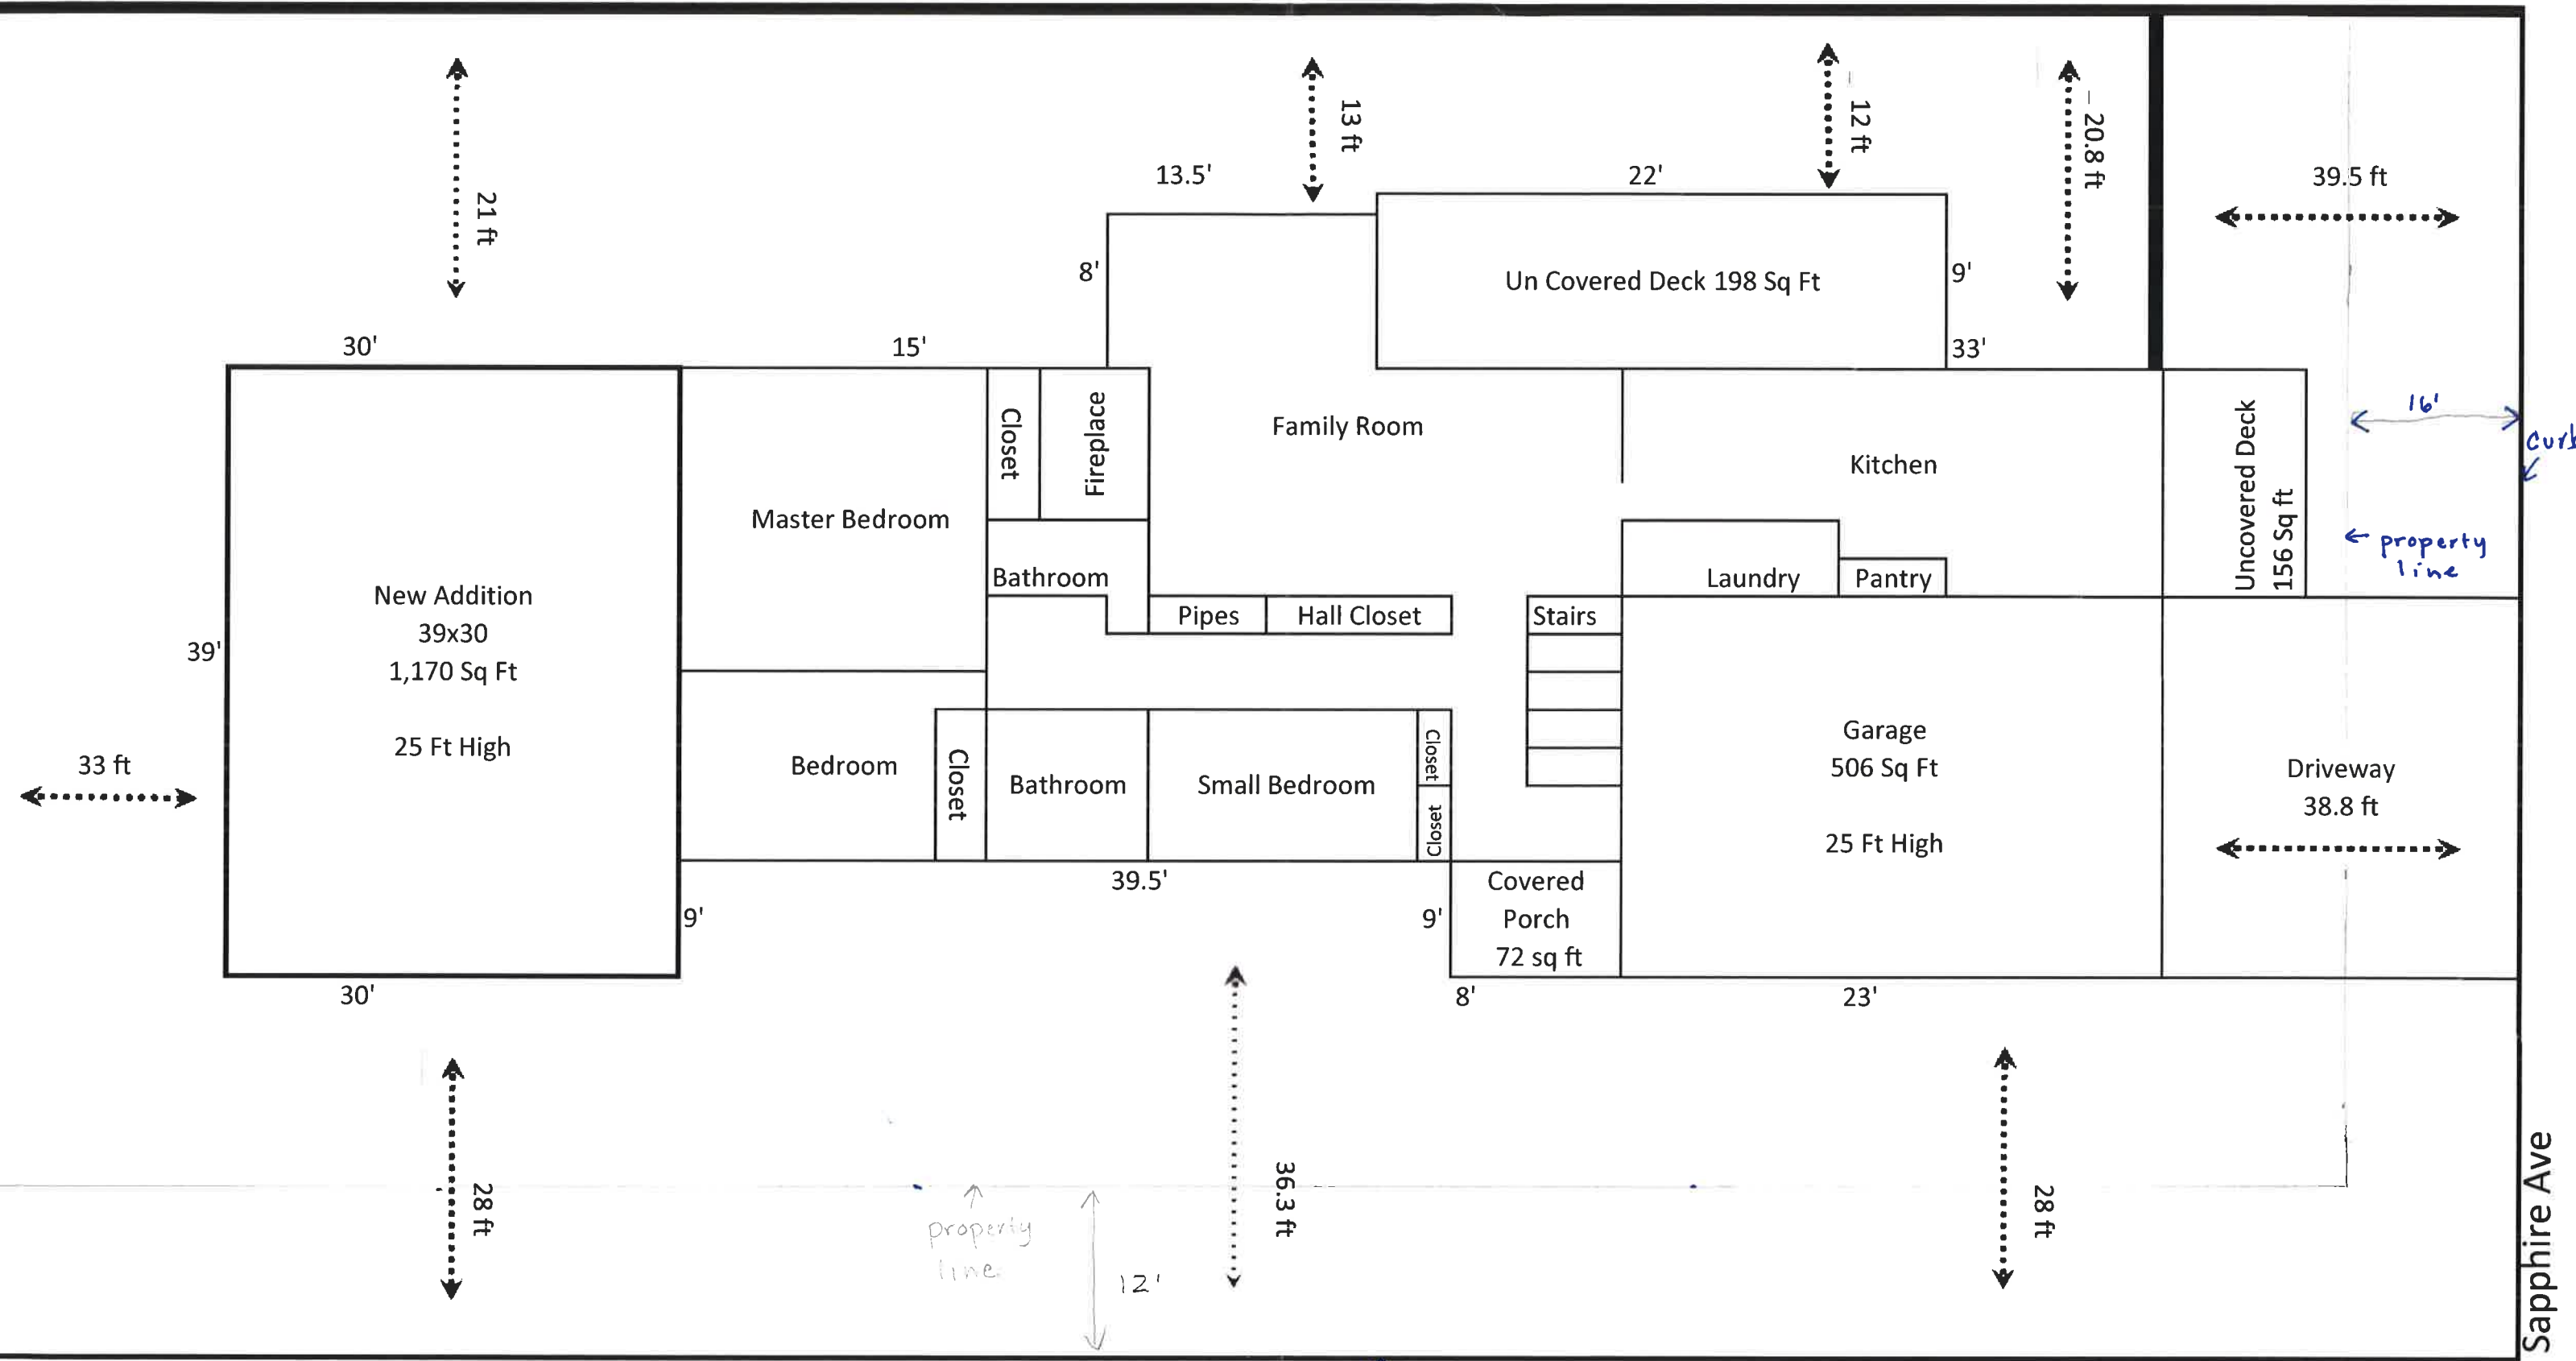 21 ft
13 ft
12 ft
20.8 ft
39.5 ft
13.5'
22'
8'
Un Covered Deck 198 Sq Ft
9'
33'
30'
15'
16'
Closet
Fireplace
Family Room
Kitchen
Uncovered Deck
156 Sq ft
Master Bedroom
property
line
Bathroom
Laundry
Pantry
New Addition
39x30
1,170 Sq Ft
25 Ft High
39'
Pipes
Hall Closet
Stairs
33 ft
Bedroom
Closet
Bathroom
Small Bedroom
Closet
Closet
Garage
506 Sq Ft
25 Ft High
Driveway
38.8 ft
39.5'
9'
9'
Covered
Porch
72 sq ft
30'
8'
23'
28 ft
property
line
12'
36.3 ft
28 ft
Sapphire Ave